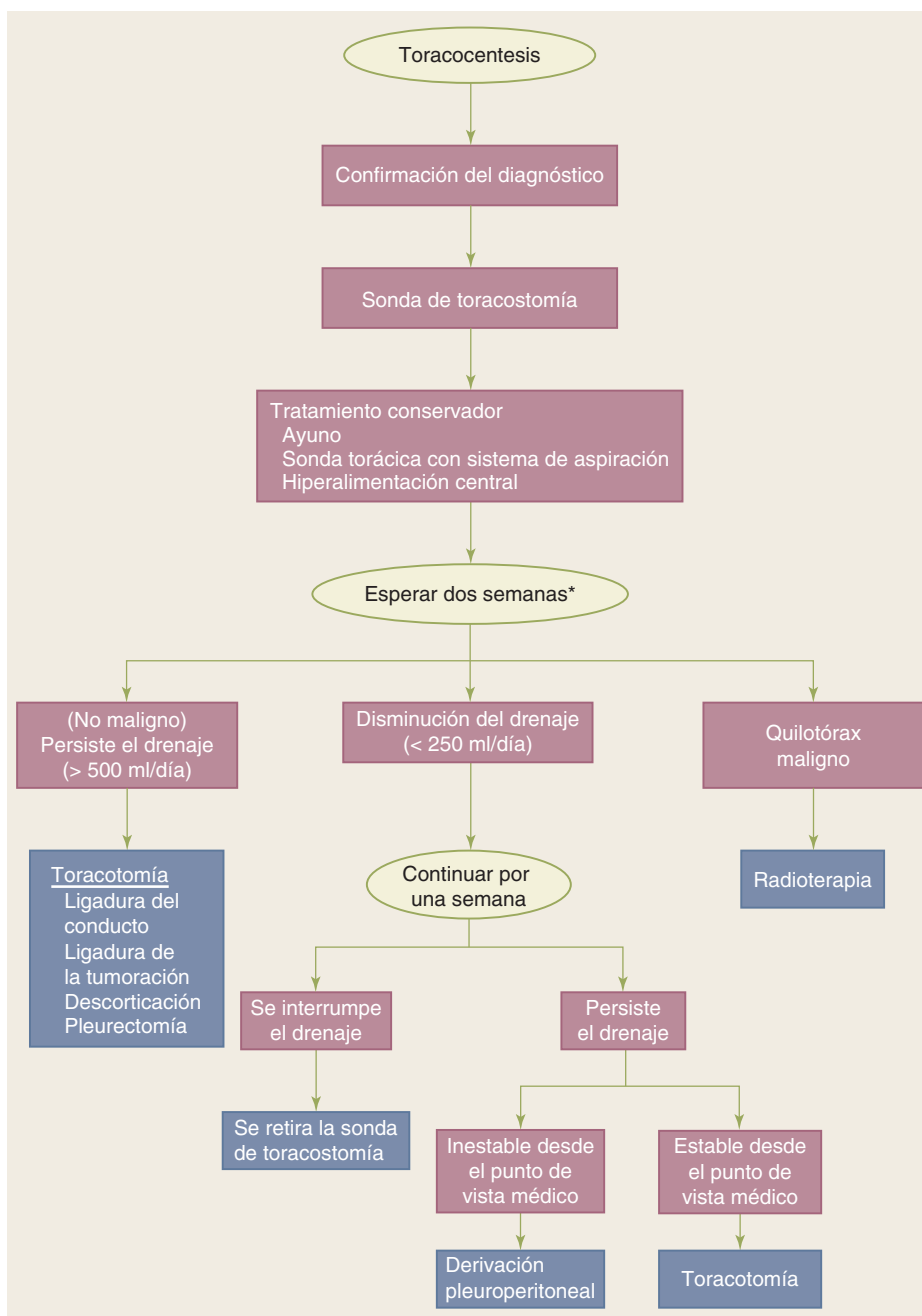 Toracocentesis
Confirmación del diagnóstico
Sonda de toracostomía
Tratamiento conservador
Ayuno
Sonda torácica con sistema de aspiración
Hiperalimentación central
Esperar dos semanas*
(No maligno)
Persiste el drenaje
(> 500 ml/día)
Disminución del drenaje
(< 250 ml/día)
Quilotórax
maligno
Toracotomía
Ligadura del
conducto
Ligadura de
la tumoración
Descorticación
Pleurectomía
Continuar por
una semana
Radioterapia
Se interrumpe
el drenaje
Persiste
el drenaje
Se retira la sonda
de toracostomía
Inestable desde
el punto de
vista médico
Estable desde
el punto de
vista médico
Derivación
pleuroperitoneal
Toracotomía